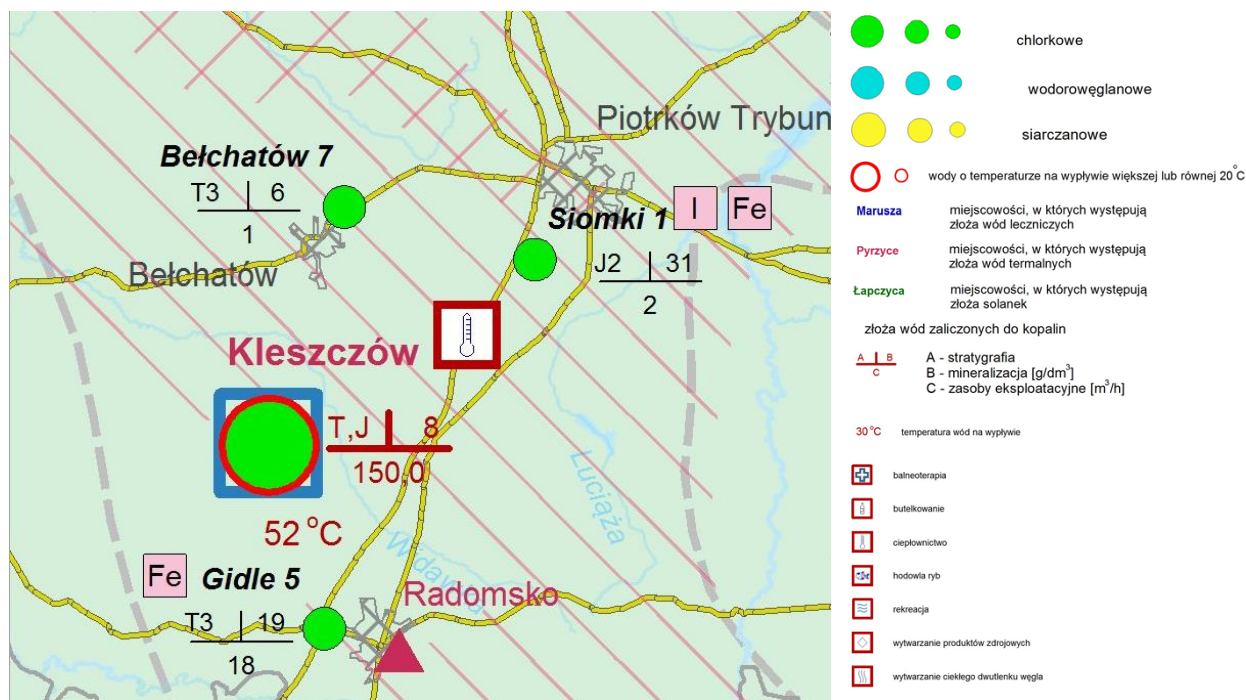 Piotrków Trybun
Bełchatów 7
T3 6
1
Siomki 1
I
Fe
J2 31
2
Bełchatów
Kleszczów
T,J 8
150,0
52 °C
Luciąża
Widawka
Fe
Gidle 5
T3 19
18
Radomsko
chlorkowe
wodorowęglanowe
siarczanowe
wody o temperaturze na wypływie większej lub równej 20°C
Marusza
miejscowości, w których występują
złoża wód leczniczych
Pyrzyce
miejscowości, w których występują
złoża wód termalnych
Łapczyca
miejscowości, w których występują
złoża solanek
złoża wód zaliczonych do kopalin
A B
C
A - stratygrafia
B - mineralizacja [g/dm³]
C - zasoby eksploatacyjne [m³/h]
30 °C temperatura wód na wypływie
balneoterapia
butelkowanie
ciepłownictwo
hodowla ryb
rekreacja
wytwarzanie produktów zdrojowych
wytwarzanie ciekłego dwutlenku węgla